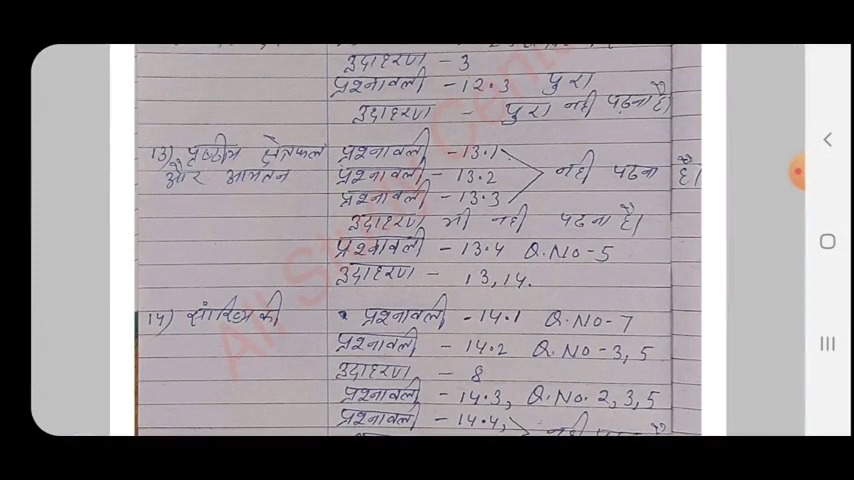 उदाहरण - 3
प्रश्नावली - 12.3 पुरा
उदाहरण - पुरा नही पढ़ना है।
13) पृष्ठीय क्षेत्रफल और आयतन
प्रश्नावली - 13.1
प्रश्नावली - 13.2 नही पढना है।
प्रश्नावली - 13.3
उदाहरण भी नही पढना है।
प्रश्नावली - 13.4 Q.No-5
उदाहरण - 13,14.
14) सांख्यिकी
प्रश्नावली - 14.1 Q.No-7
प्रश्नावली - 14.2 Q.No-3,5
उदाहरण - 8
प्रश्नावली - 14.3, Q.No. 2,3,5
प्रश्नावली - 14.4,